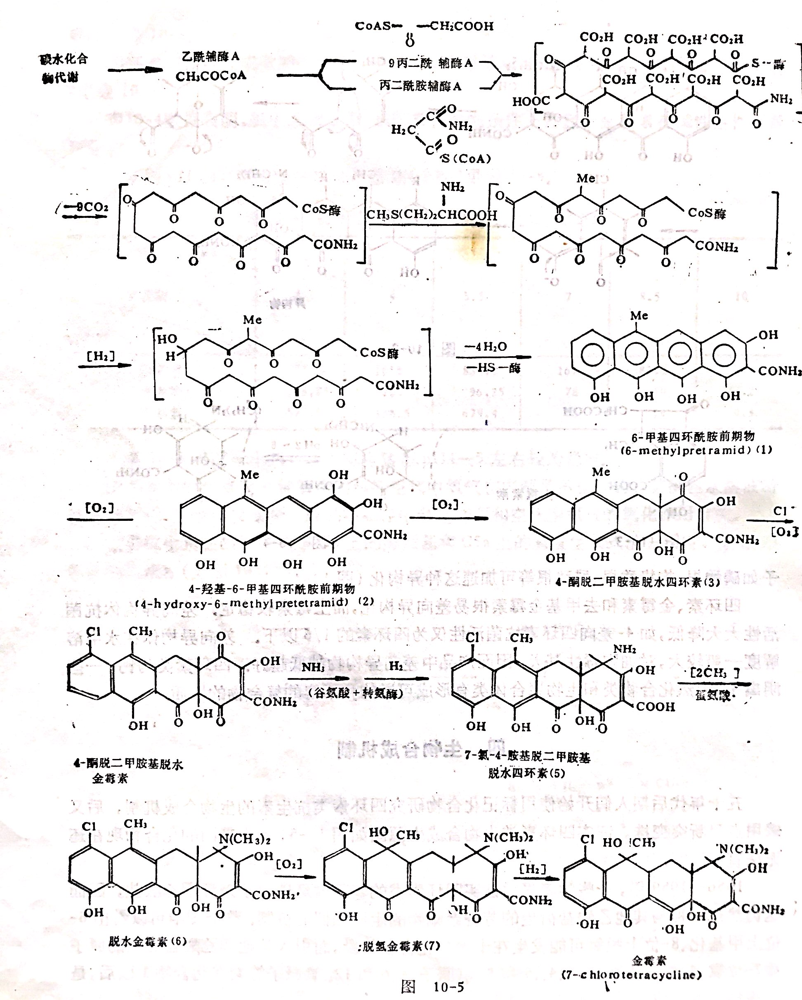 CoAS— —CH₂COOH
O
碳水化合
物代谢
乙酰辅酶A
CH₃COCoA
9丙二酰 辅酶A
丙二酰胺辅酶A
H₂C
C
O
NH₂
C
O
S(CoA)
CO₂H CO₂H CO₂H CO₂H
O O O O O S--酶
CO₂H CO₂H CO₂H CO₂H
HOOC NH₂
O O O O O
—9CO₂
O O O O CoS酶
O O O O CONH₂
NH₂
CH₃S(CH₂)₂CHCOOH
Me
O O O O CoS酶
O O O O CONH₂
[H₂]
Me
HO
H
O O O CoS酶
O O O O CONH₂
—4H₂O
—HS—酶
Me
OH
CONH₂
OH OH OH OH
6-甲基四环酰胺前期物
(6-methylpretramid)(1)
[O₂]
Me OH
OH
CONH₂
OH OH OH OH
4-羟基-6-甲基四环酰胺前期物
(4-hydroxy-6-methylpretetramid) (2)
[O₂]
Me O
OH
CONH₂
OH OH O OH O
4-酮脱二甲胺基脱水四环素(3)
Cl⁻
[O₂]
Cl CH₃ O
OH
CONH₂
OH O OH O
4-酮脱二甲胺基脱水
金霉素
NH₃ H₂
(谷氨酸+转氨酶)
Cl CH₃ NH₂
OH
COOH
OH OH O OH O
7-氯-4-胺基脱二甲胺基
脱水四环素(5)
[2CH₃]
蛋氨酸
Cl CH₃
N(CH₃)₂
OH
CONH₂
OH OH O OH O
脱水金霉素(6)
[O₂]
Cl HO CH₃ N(CH₃)₂
OH
CONH₂
OH O O OH O
脱氢金霉素(7)
[H₂]
Cl HO CH₃ N(CH₃)₂
OH
CONH₂
OH O OH OH O
金霉素
(7-chlorotetracycline)
图 10-5